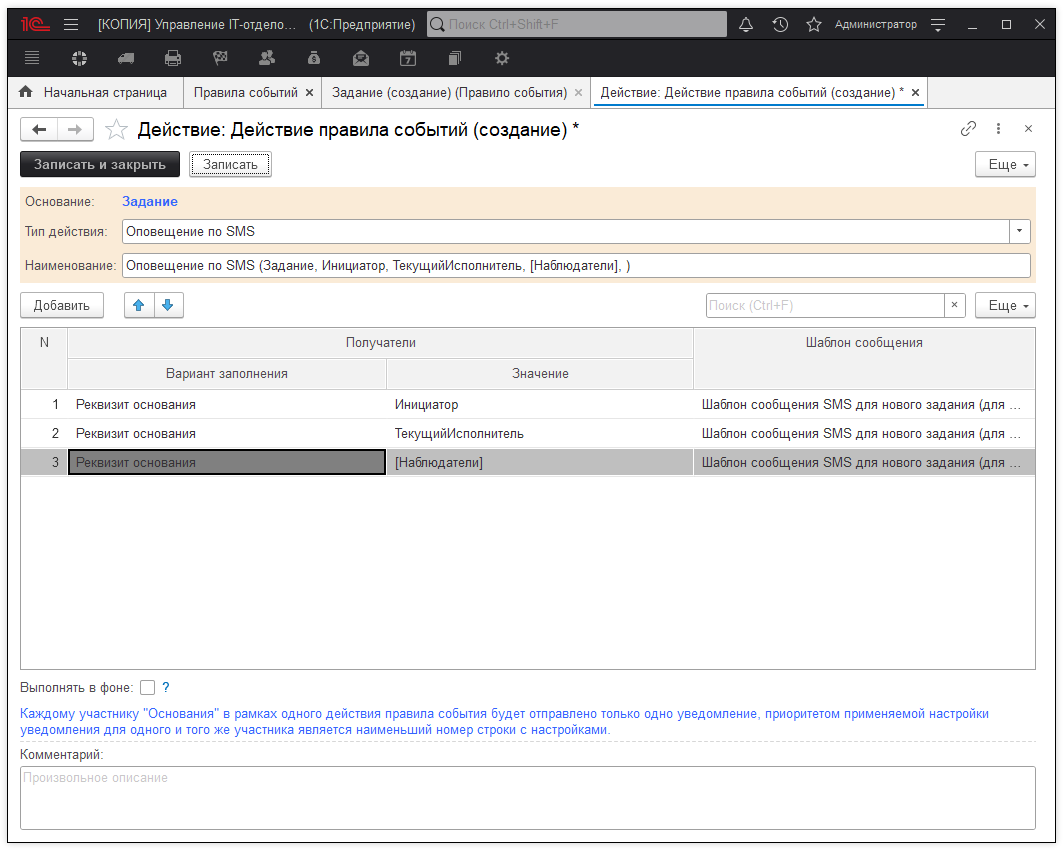 [КОПИЯ] Управление IT-отдело... (1С:Предприятие) Поиск Ctrl+Shift+F Администратор
Начальная страница Правила событий × Задание (создание) (Правило события) × Действие: Действие правила событий (создание) * ×
Действие: Действие правила событий (создание) *
Записать и закрыть Записать Еще
Основание: Задание
Тип действия: Оповещение по SMS
Наименование: Оповещение по SMS (Задание, Инициатор, ТекущийИсполнитель, [Наблюдатели], )
Добавить Поиск (Ctrl+F) × Еще
N Получатели Шаблон сообщения
Вариант заполнения Значение
1 Реквизит основания Инициатор Шаблон сообщения SMS для нового задания (для ...
2 Реквизит основания ТекущийИсполнитель Шаблон сообщения SMS для нового задания (для ...
3 Реквизит основания [Наблюдатели] Шаблон сообщения SMS для нового задания (для ...
Выполнять в фоне: ?
Каждому участнику "Основания" в рамках одного действия правила события будет отправлено только одно уведомление, приоритетом применяемой настройки
уведомления для одного и того же участника является наименьший номер строки с настройками.
Комментарий:
Произвольное описание